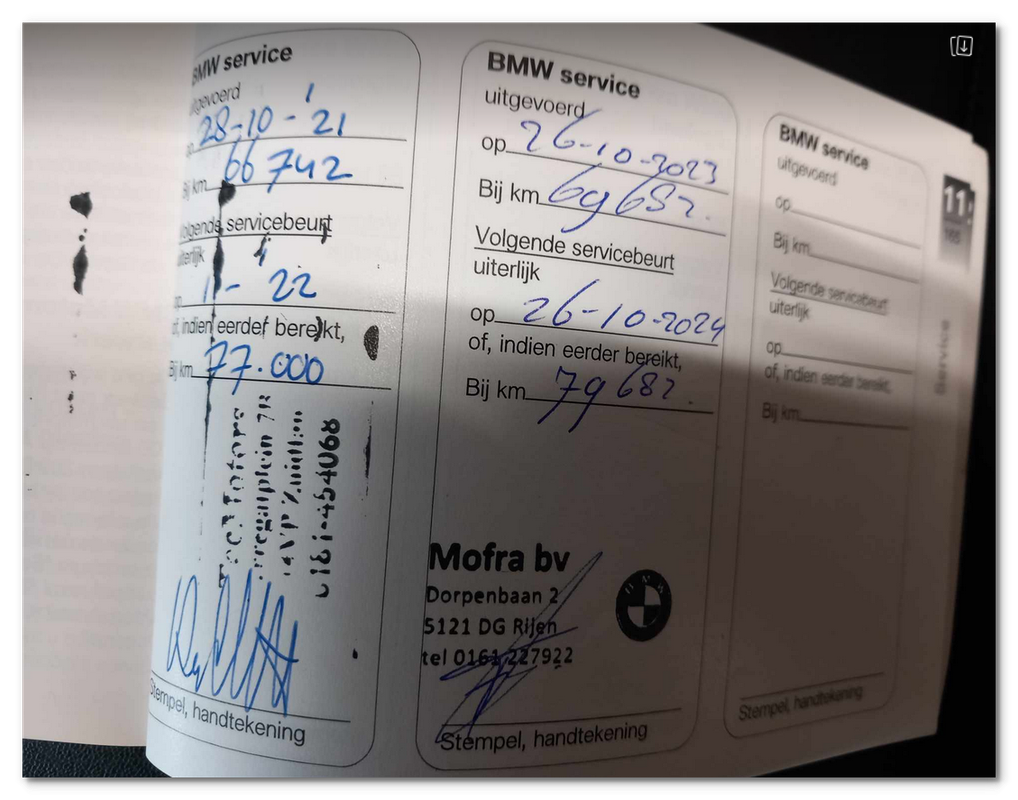 BMW service
uitgevoerd
op 28-10-'21
Bij km 66742
Volgende servicebeurt
uiterlijk
22
of, indien eerder bereikt,
Bij km 77.000
0161-454068
Stempel, handtekening
BMW service
uitgevoerd
op 26-10-2023
Bij km 69682.
Volgende servicebeurt
uiterlijk
op 26-10-2024
of, indien eerder bereikt,
Bij km 79682.
Mofra bv
Dorpenbaan 2
5121 DG Rijen
tel 0161 227922
BMW
Stempel, handtekening
BMW service
uitgevoerd
op
Bij km
Volgende servicebeurt
uiterlijk
op
of, indien eerder bereikt,
Bij km
Stempel, handtekening
11
165
Service